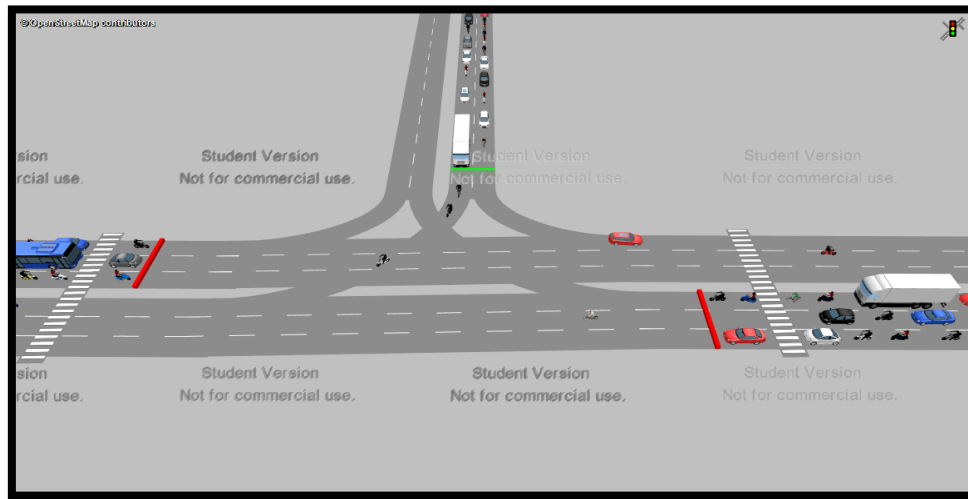 © OpenStreetMap contributors
sion
rcial use.
Student Version
Not for commercial use.
Student Version
Not for commercial use.
Student Version
Not for commercial use.
sion
rcial use.
Student Version
Not for commercial use.
Student Version
Not for commercial use.
Student Version
Not for commercial use.